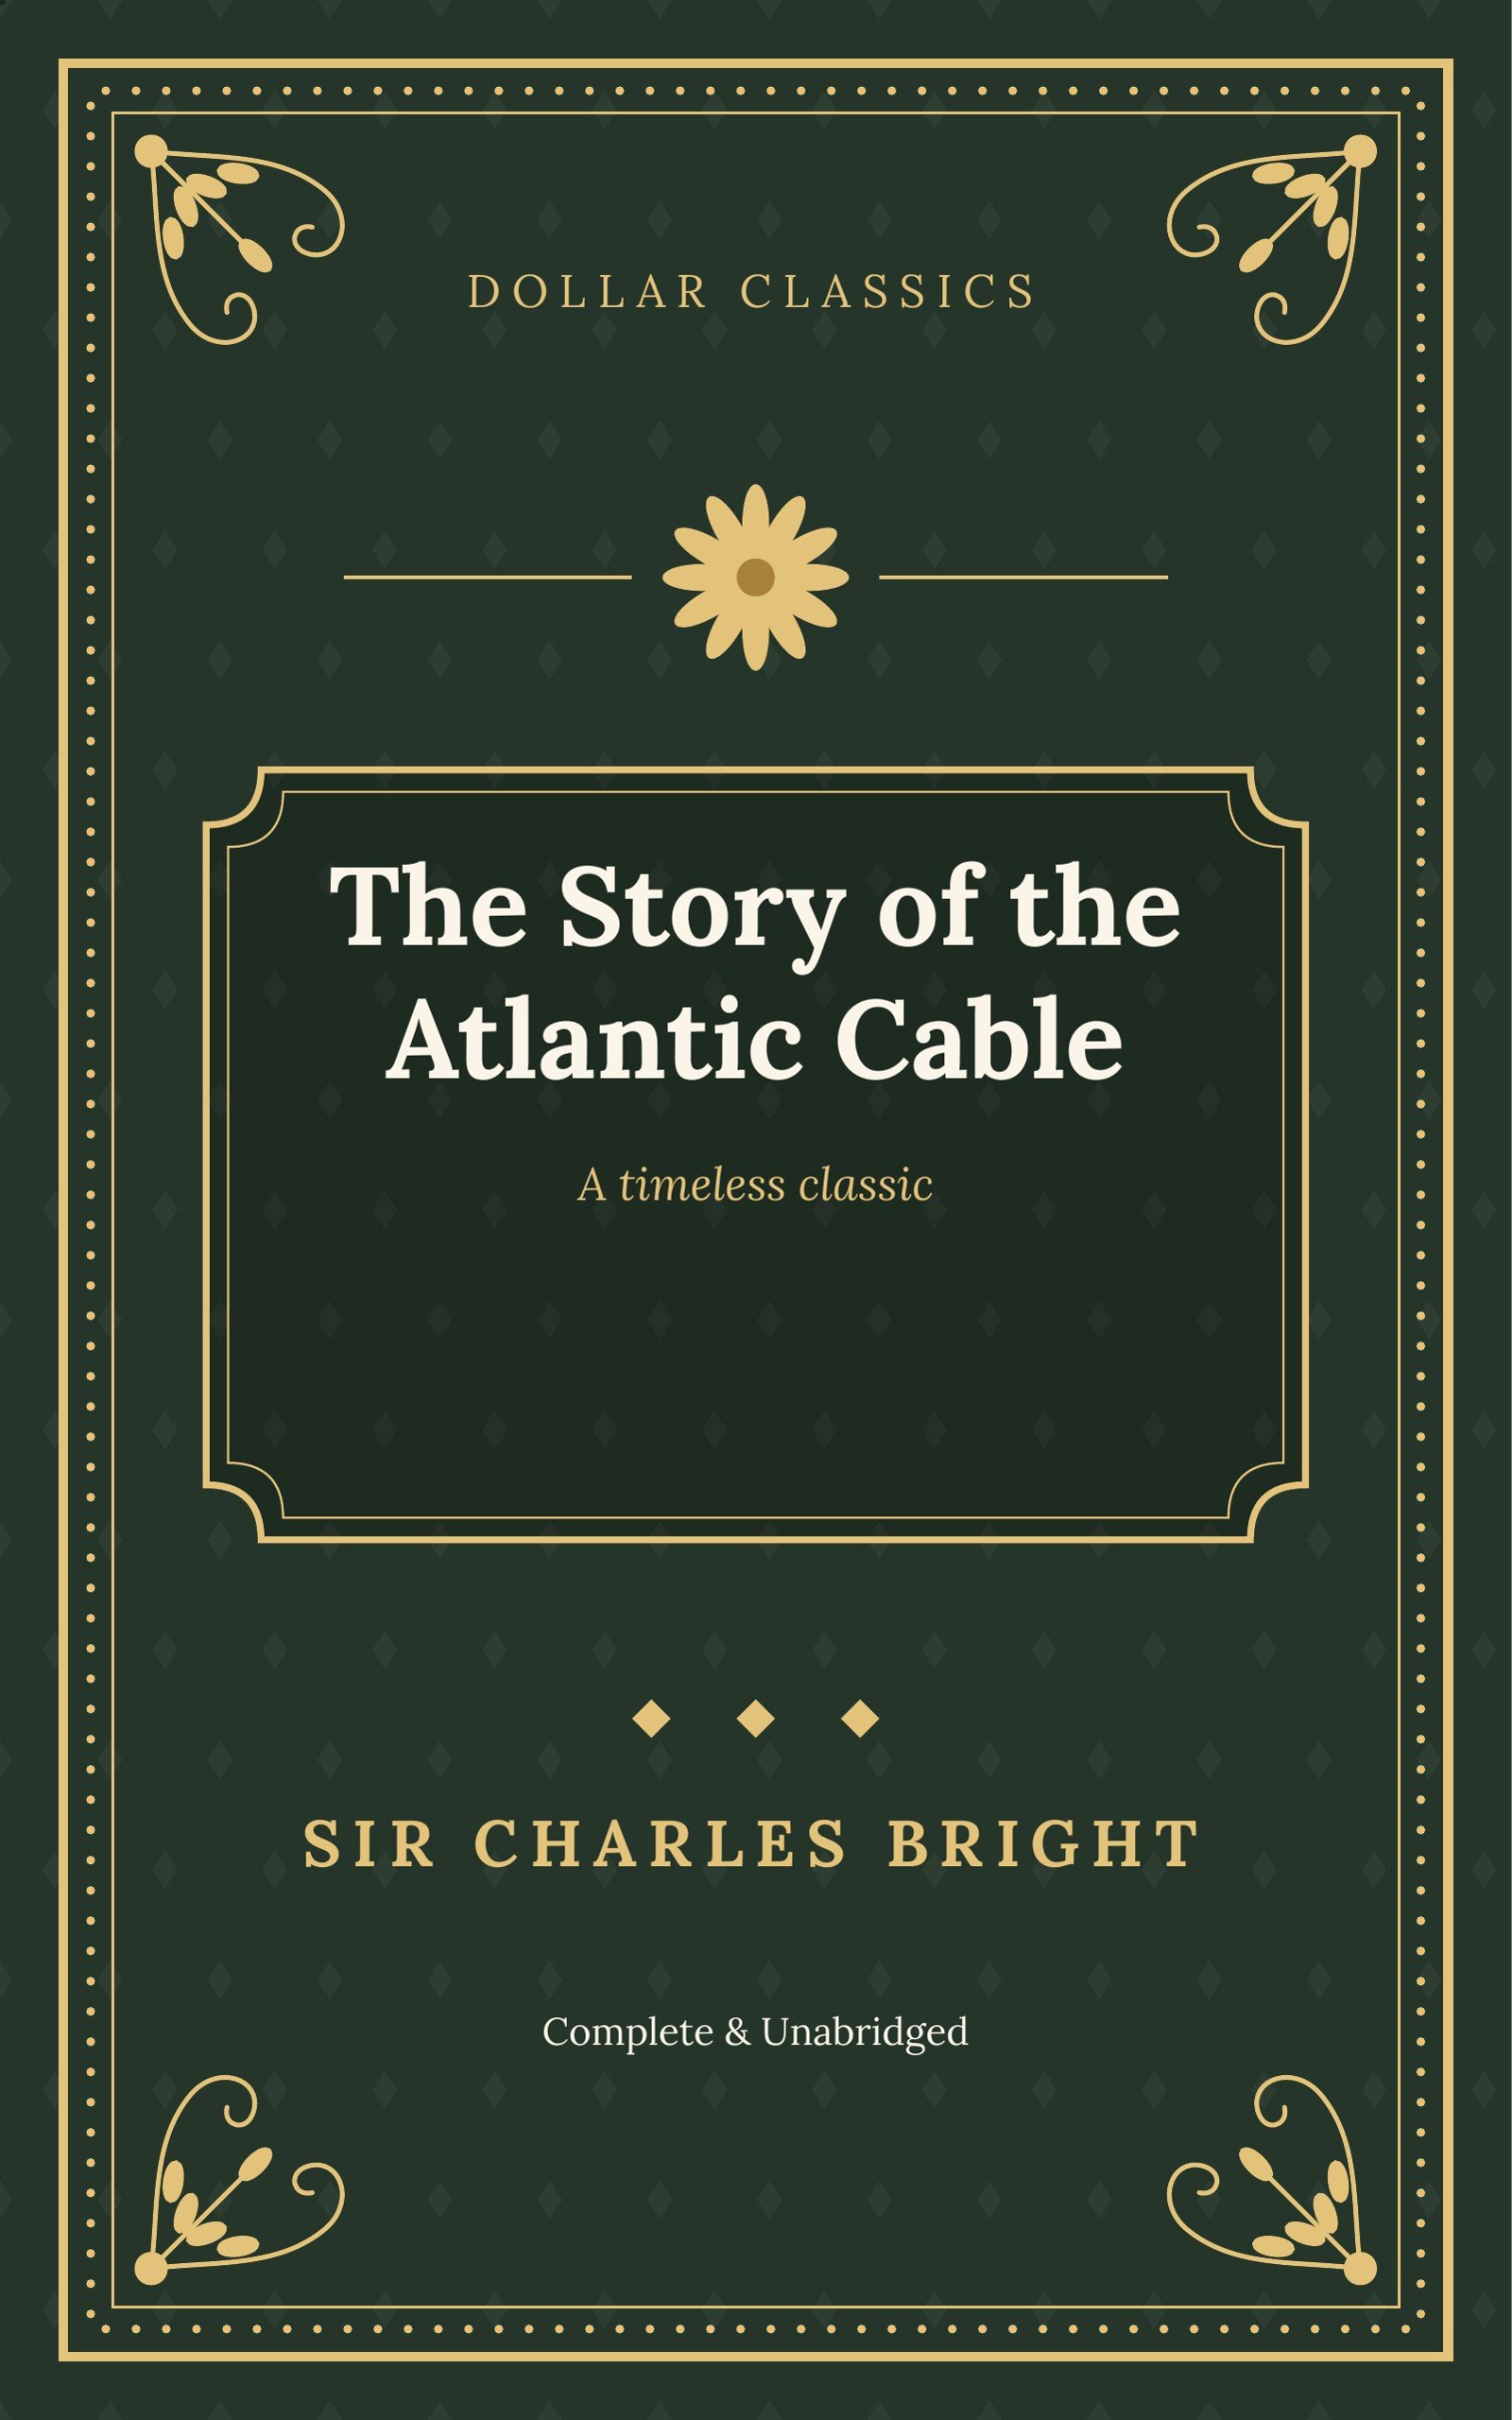 DOLLAR CLASSICS
The Story of the
Atlantic Cable
A timeless classic
SIR CHARLES BRIGHT
Complete & Unabridged